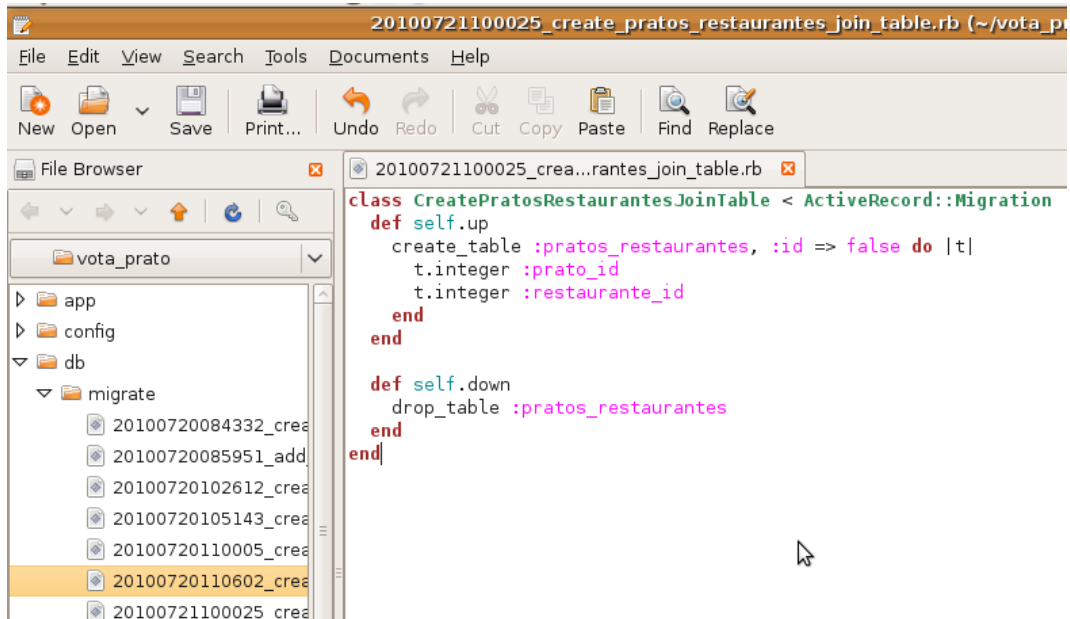 20100721100025_create_pratos_restaurantes_join_table.rb (~/vota_p
File Edit View Search Tools Documents Help
New Open Save Print... Undo Redo Cut Copy Paste Find Replace
File Browser
20100721100025_crea...rantes_join_table.rb
vota_prato
app
config
db
migrate
20100720084332_crea
20100720085951_add
20100720102612_crea
20100720105143_crea
20100720110005_crea
20100720110602_crea
20100721100025_crea
class CreatePratosRestaurantesJoinTable < ActiveRecord::Migration
  def self.up
    create_table :pratos_restaurantes, :id => false do |t|
      t.integer :prato_id
      t.integer :restaurante_id
    end
  end
  def self.down
    drop_table :pratos_restaurantes
  end
end